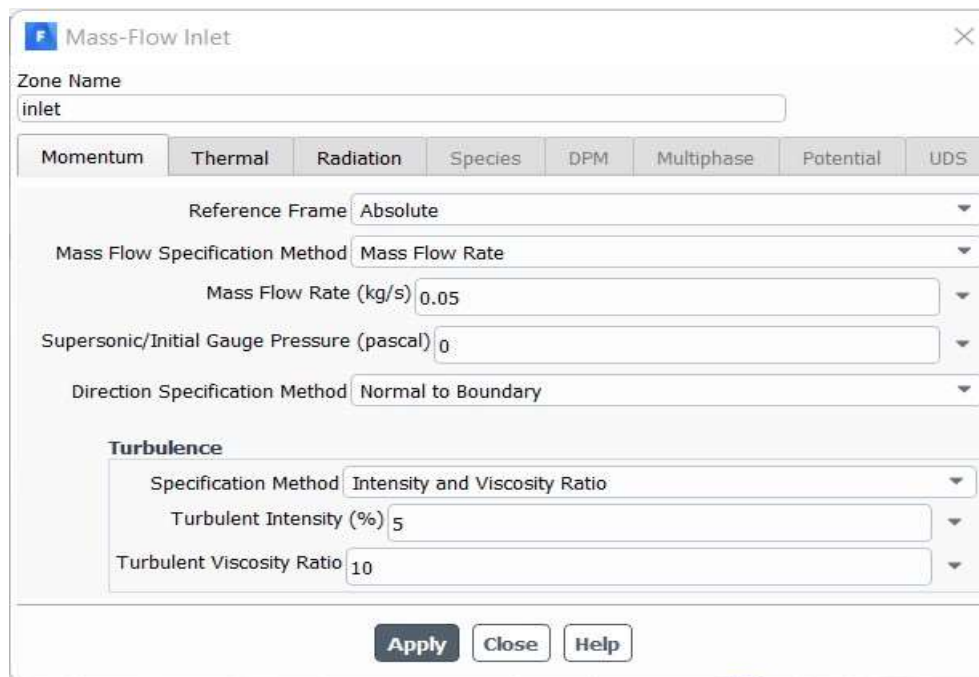 F Mass-Flow Inlet
Zone Name
inlet
Momentum Thermal Radiation Species DPM Multiphase Potential UDS
Reference Frame Absolute
Mass Flow Specification Method Mass Flow Rate
Mass Flow Rate (kg/s) 0.05
Supersonic/Initial Gauge Pressure (pascal) 0
Direction Specification Method Normal to Boundary
Turbulence
Specification Method Intensity and Viscosity Ratio
Turbulent Intensity (%) 5
Turbulent Viscosity Ratio 10
Apply Close Help